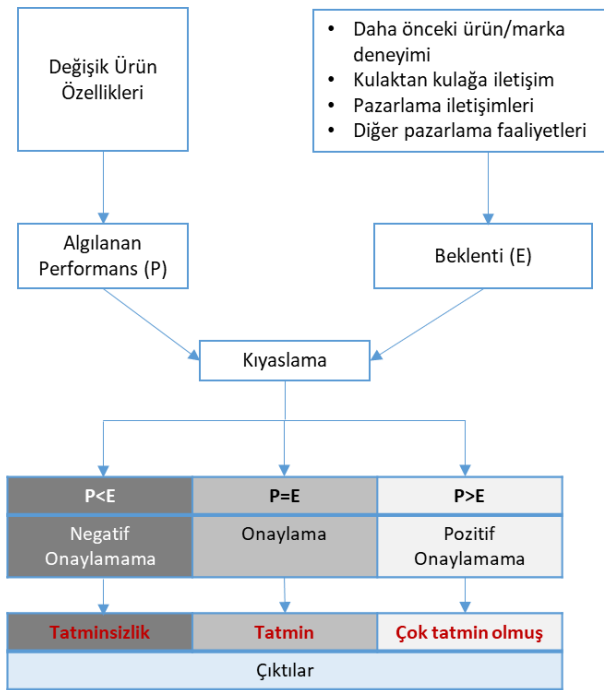 Değişik Ürün
Özellikleri
• Daha önceki ürün/marka
deneyimi
• Kulaktan kulağa iletişim
• Pazarlama iletişimleri
• Diğer pazarlama faaliyetleri
Algılanan
Performans (P)
Beklenti (E)
Kıyaslama
P<E
P=E
P>E
Negatif
Onaylamama
Onaylama
Pozitif
Onaylamama
Tatminsizlik
Tatmin
Çok tatmin olmuş
Çıktılar